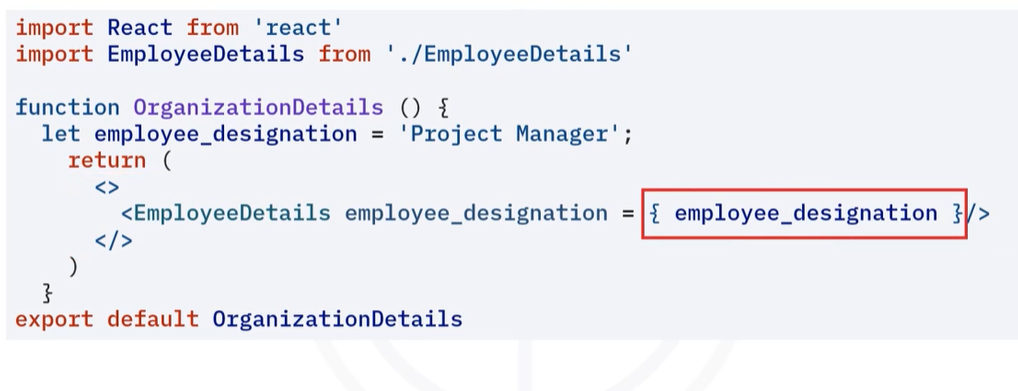 import React from 'react'
import EmployeeDetails from './EmployeeDetails'
function OrganizationDetails () {
let employee_designation = 'Project Manager';
return (
<>
<EmployeeDetails employee_designation = { employee_designation }/>
</>
)
}
export default OrganizationDetails